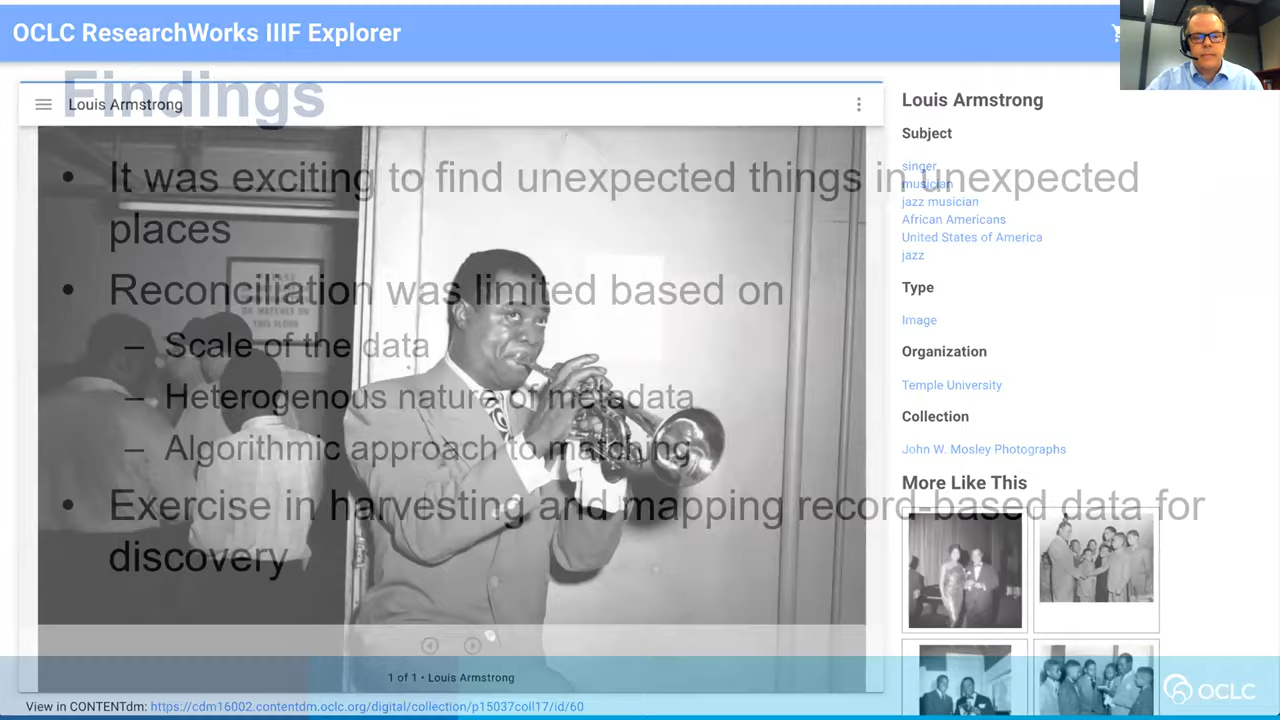 OCLC ResearchWorks IIIF Explorer
Findings
Louis Armstrong
• It was exciting to find unexpected things in unexpected
places
• Reconciliation was limited based on
– Scale of the data
– Heterogenous nature of metadata
– Algorithmic approach to matching
• Exercise in harvesting and mapping record-based data for
discovery
1 of 1 • Louis Armstrong
View in CONTENTdm: https://cdm16002.contentdm.oclc.org/digital/collection/p15037coll17/id/60
Louis Armstrong
Subject
singer
musician
jazz musician
African Americans
United States of America
jazz
Type
Image
Organization
Temple University
Collection
John W. Mosley Photographs
More Like This
OCLC